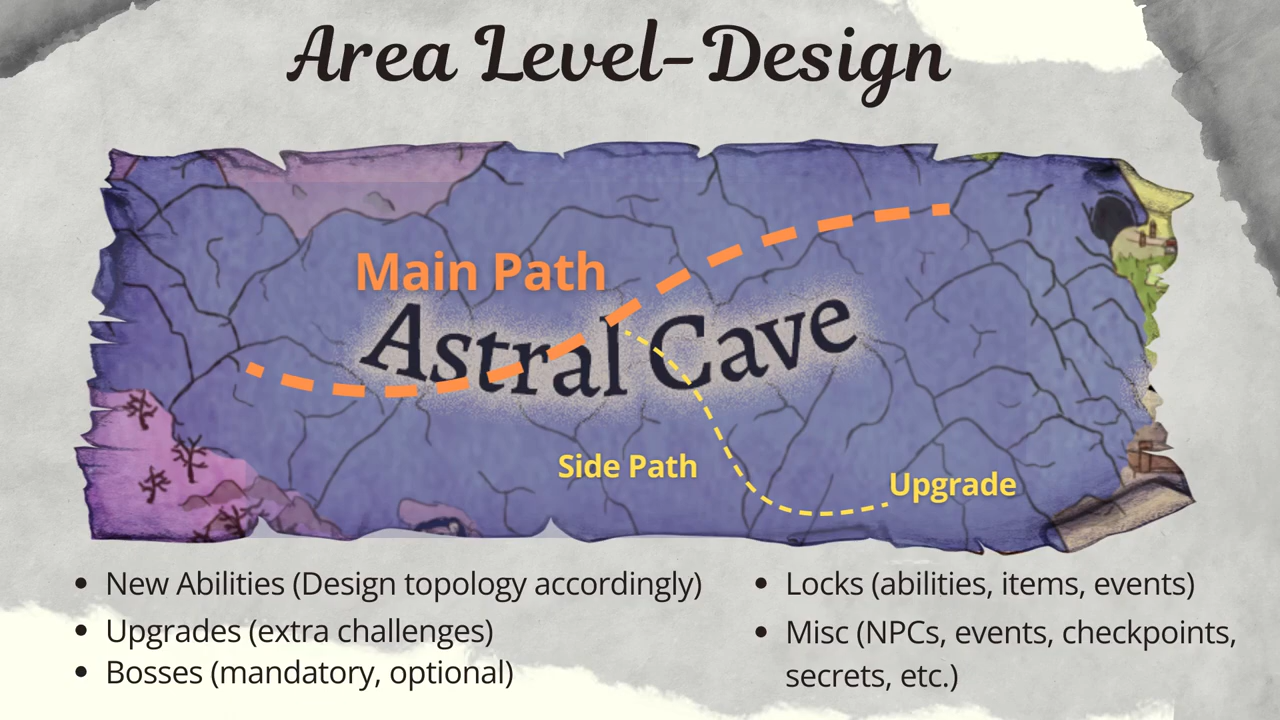 Area Level-Design
Main Path
Astral Cave
Side Path
Upgrade
• New Abilities (Design topology accordingly)
• Upgrades (extra challenges)
• Bosses (mandatory, optional)
• Locks (abilities, items, events)
• Misc (NPCs, events, checkpoints,
secrets, etc.)